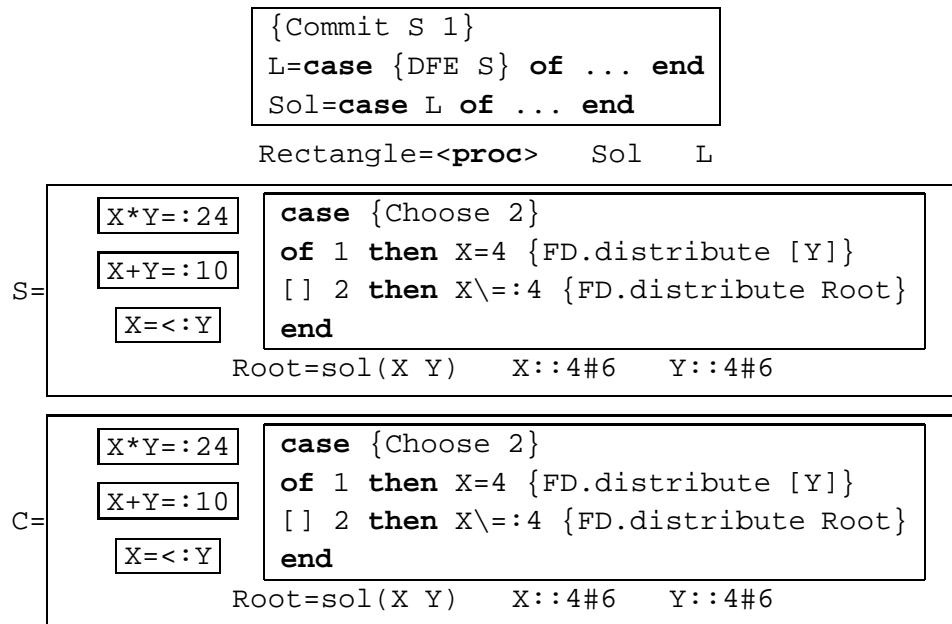 {Commit S 1}
L=case {DFE S} of ... end
Sol=case L of ... end
Rectangle=<proc> Sol L
S=
X*Y=:24
X+Y=:10
X=<:Y
case {Choose 2}
of 1 then X=4 {FD.distribute [Y]}
[] 2 then X\=:4 {FD.distribute Root}
end
Root=sol(X Y) X::4#6 Y::4#6
C=
X*Y=:24
X+Y=:10
X=<:Y
case {Choose 2}
of 1 then X=4 {FD.distribute [Y]}
[] 2 then X\=:4 {FD.distribute Root}
end
Root=sol(X Y) X::4#6 Y::4#6